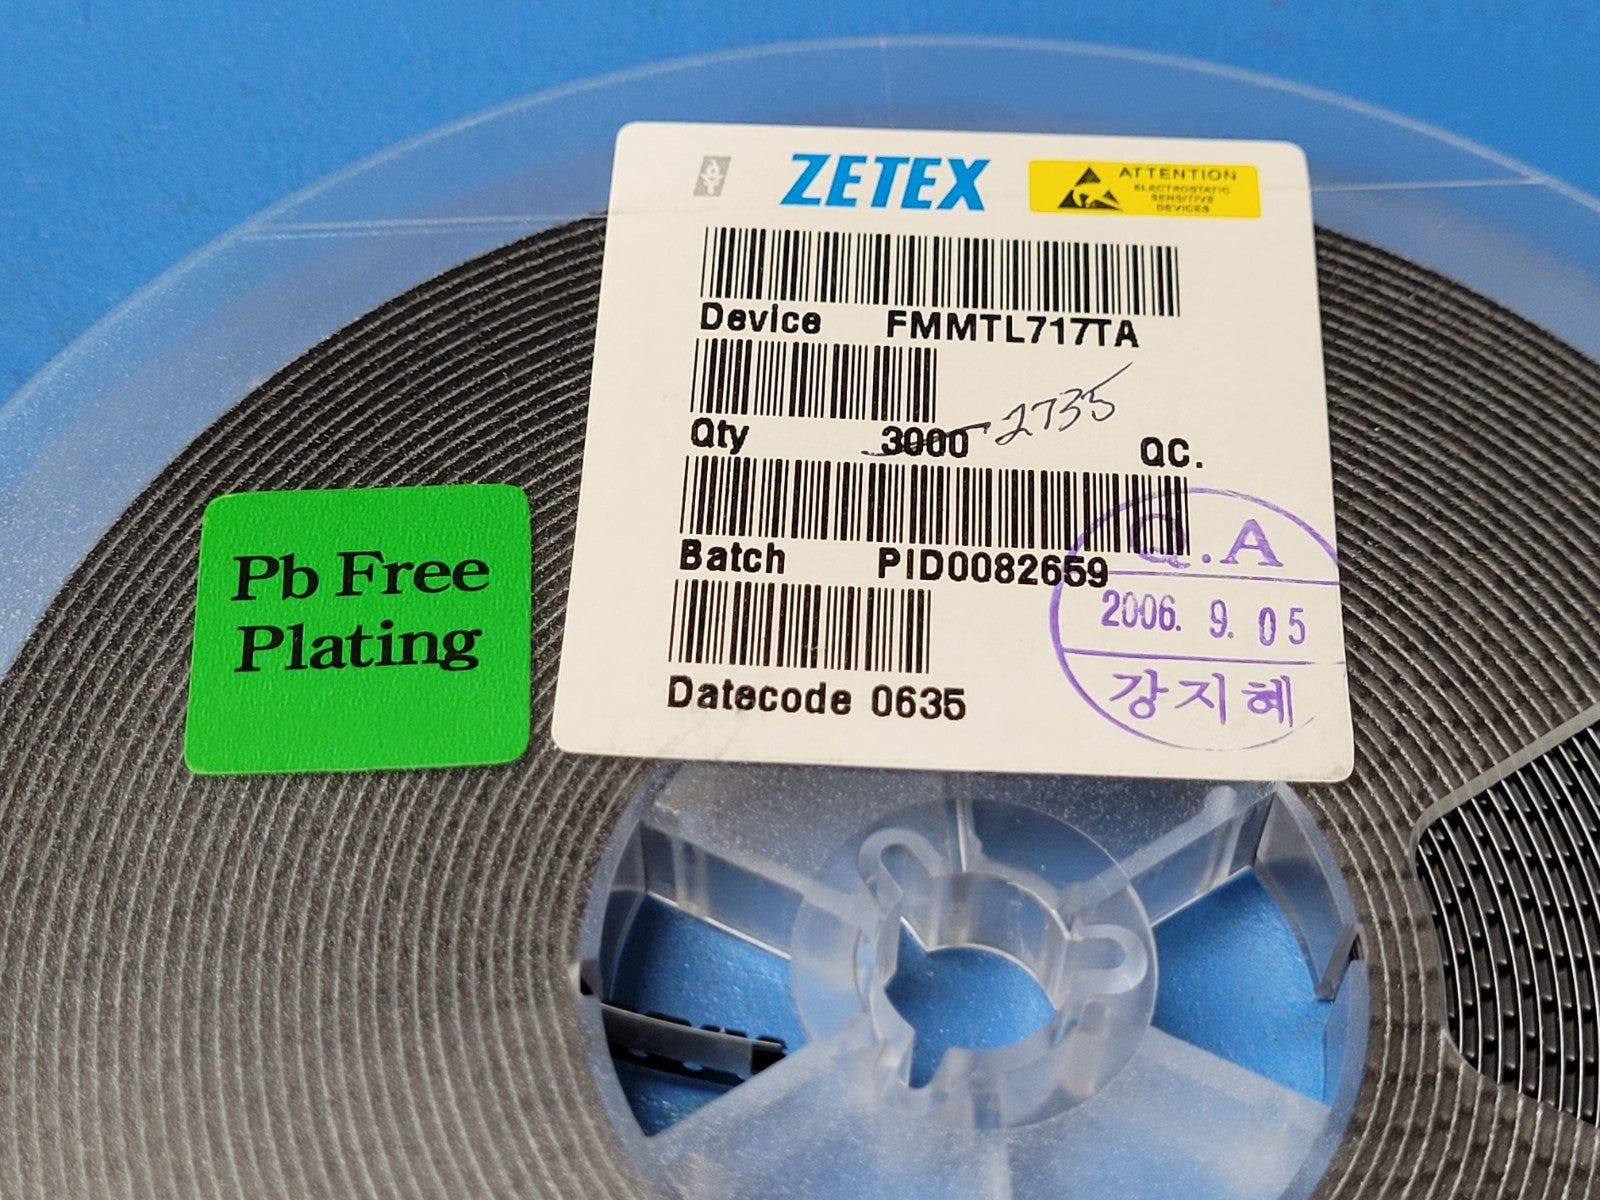 ZETEX
ATTENTION
ELECTROSTATIC
SENSITIVE
DEVICES
Device FMMTL717TA
Qty 3000 2735 QC.
Batch PID0082659
Q.A
2006. 9. 05
강지혜
Datecode 0635
Pb Free
Plating